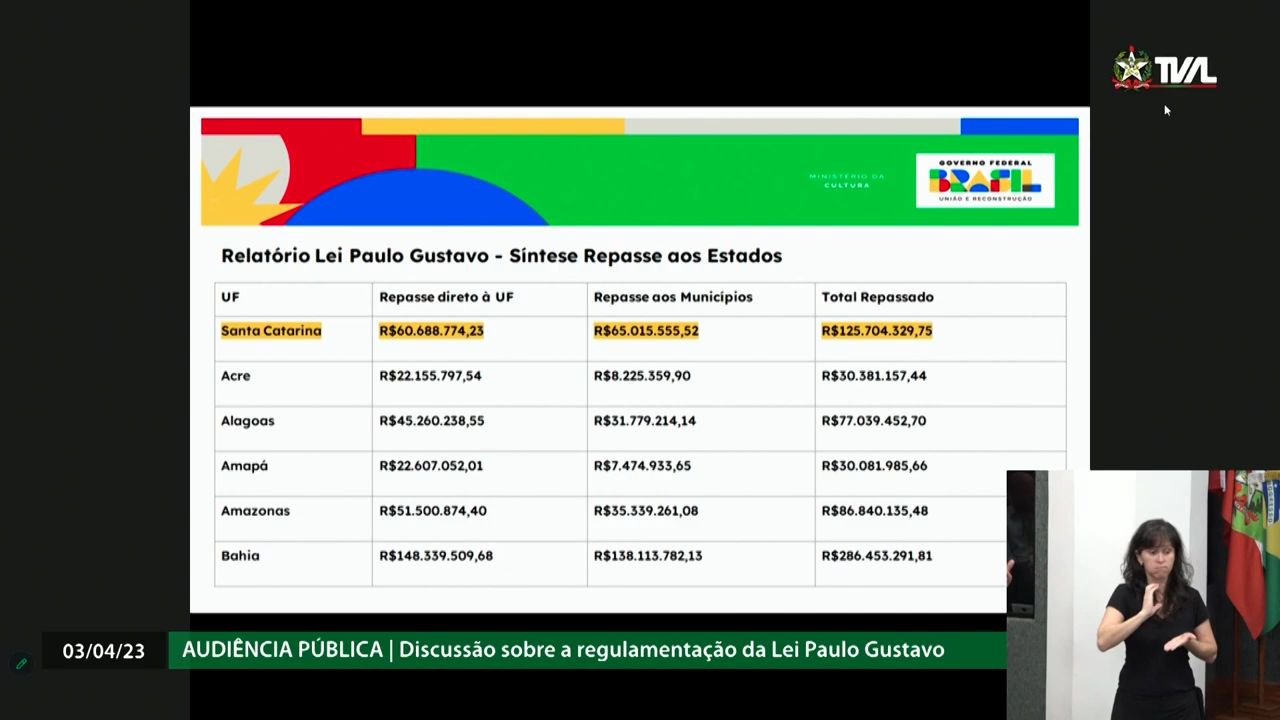 TVAL
MINISTÉRIO DA
CULTURA
GOVERNO FEDERAL
BRASIL
UNIÃO E RECONSTRUÇÃO
Relatório Lei Paulo Gustavo - Síntese Repasse aos Estados
UF Repasse direto à UF Repasse aos Municípios Total Repassado
Santa Catarina R$60.688.774,23 R$65.015.555,52 R$125.704.329,75
Acre R$22.155.797,54 R$8.225.359,90 R$30.381.157,44
Alagoas R$45.260.238,55 R$31.779.214,14 R$77.039.452,70
Amapá R$22.607.052,01 R$7.474.933,65 R$30.081.985,66
Amazonas R$51.500.874,40 R$35.339.261,08 R$86.840.135,48
Bahia R$148.339.509,68 R$138.113.782,13 R$286.453.291,81
03/04/23 AUDIÊNCIA PÚBLICA | Discussão sobre a regulamentação da Lei Paulo Gustavo